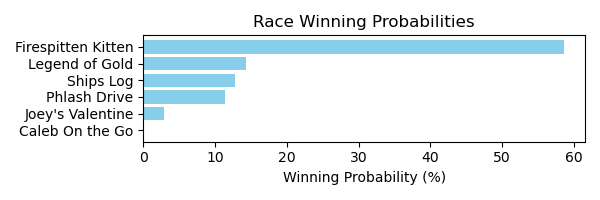 Race Winning Probabilities
Firespitten Kitten
Legend of Gold
Ships Log
Phlash Drive
Joey's Valentine
Caleb On the Go
0 10 20 30 40 50 60
Winning Probability (%)